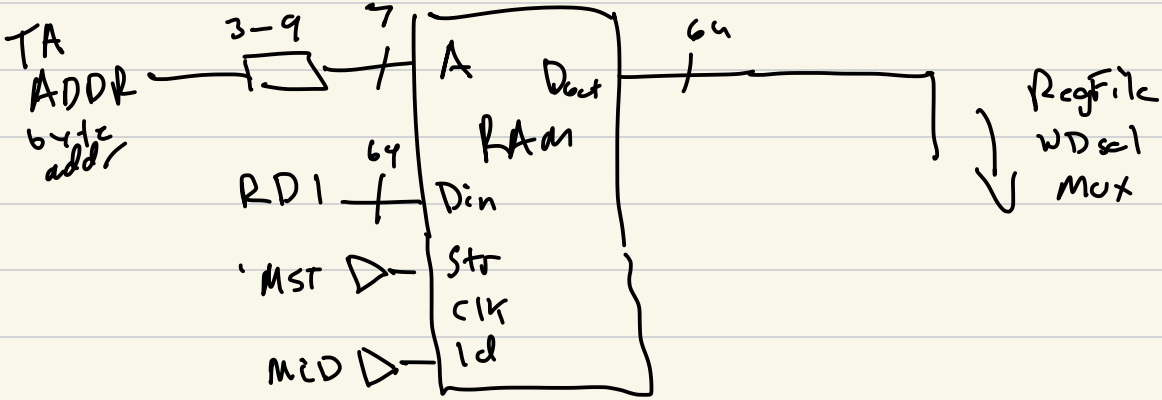 TA
ADDR
byte
addr
3-9
7
A
Dout
64
RAM
RD1
64
Din
MST
Str
Clk
MLD
ld
RegFile
WDsel
Mux